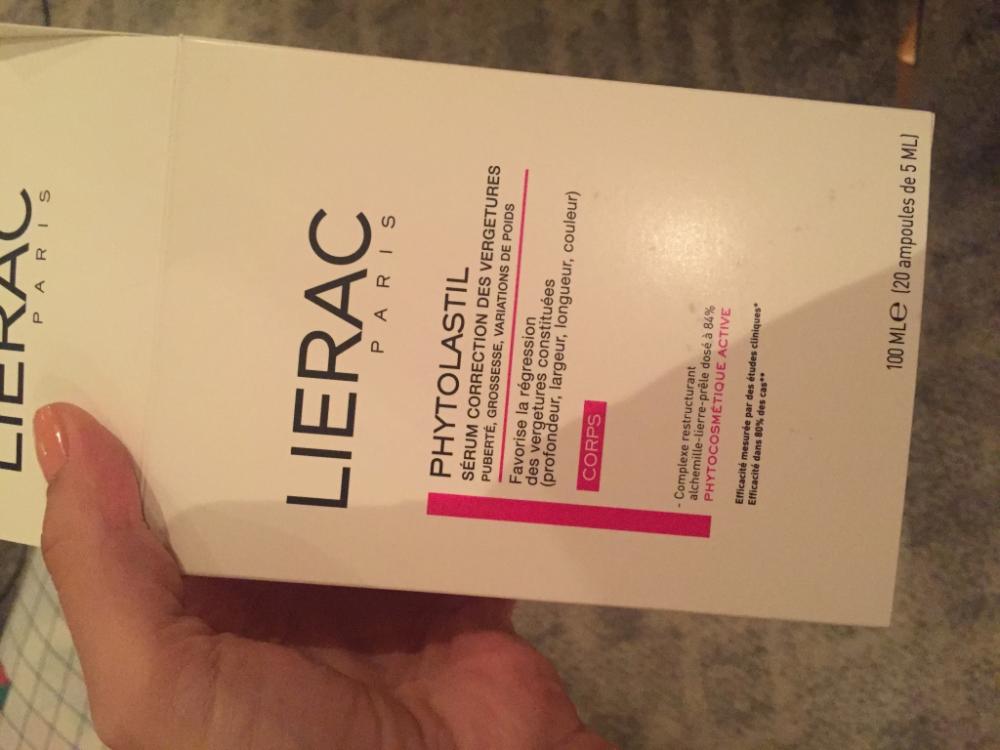 LIERAC
PARIS
LIERAC
PARIS
PHYTOLASTIL
SÉRUM CORRECTION DES VERGETURES
PUBERTÉ, GROSSESSE, VARIATIONS DE POIDS
Favorise la régression
des vergetures constituées
(profondeur, largeur, longueur, couleur)
CORPS
- Complexe restructurant
alchemille-lierre-prêle dosé à 84%
PHYTOCOSMÉTIQUE ACTIVE
Efficacité mesurée par des études cliniques*
Efficacité dans 80% des cas**
100 MLe (20 ampoules de 5 ML)